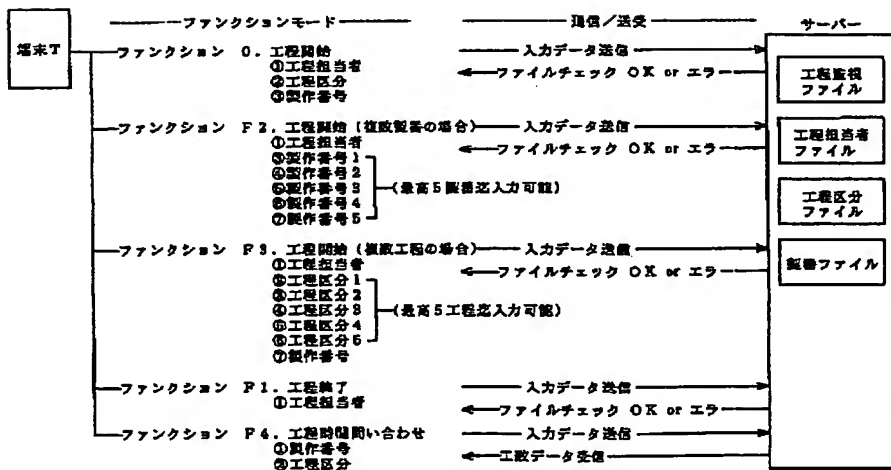 ファンクションモード
送信/送受
サーバー
端末T
ファンクション 0. 工程開始
入力データ送信
①工程担当者
ファイルチェック OK or エラ
②工程区分
③製作番号
工程監視
ファイル
ファンクション F2. 工程開始(複数製番の場合)
入力データ送信
①工程担当者
ファイルチェック OK or エラ
③製作番号1
④製作番号2
⑤製作番号3
(最高5製番迄入力可能)
⑥製作番号4
⑦製作番号5
工程担当者
ファイル
工程区分
ファイル
ファンクション F3. 工程開始(複数工程の場合)
入力データ送信
①工程担当者
ファイルチェック OK or エラ
②工程区分1
③工程区分2
④工程区分3
(最高5工程迄入力可能)
⑤工程区分4
⑥工程区分5
⑦製作番号
製番ファイル
ファンクション F1. 工程終了
入力データ送信
①工程担当者
ファイルチェック OK or エラ
ファンクション F4. 工程時間問い合わせ
入力データ送信
①製作番号
工数データ受信
②工程区分